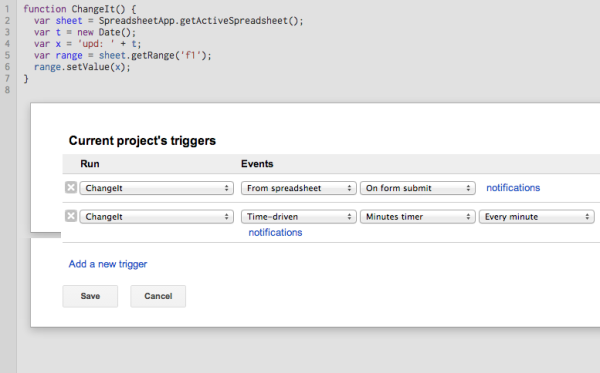 1 function ChangeIt() {
2 var sheet = SpreadsheetApp.getActiveSpreadsheet();
3 var t = new Date();
4 var x = 'upd: ' + t;
5 var range = sheet.getRange('f1');
6 range.setValue(x);
7 }
8
Current project's triggers
Run Events
ChangeIt From spreadsheet On form submit notifications
ChangeIt Time-driven Minutes timer Every minute
notifications
Add a new trigger
Save Cancel